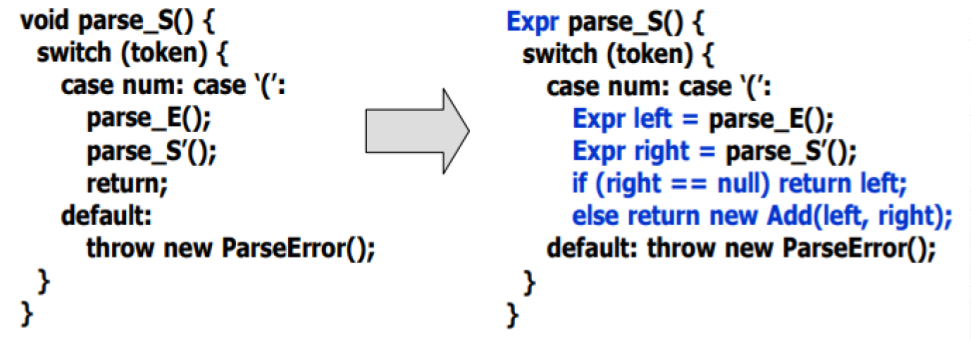 void parse_S() {
switch (token) {
case num: case ‘(’:
parse_E();
parse_S’();
return;
default:
throw new ParseError();
}
}
Expr parse_S() {
switch (token) {
case num: case ‘(’:
Expr left = parse_E();
Expr right = parse_S’();
if (right == null) return left;
else return new Add(left, right);
default: throw new ParseError();
}
}